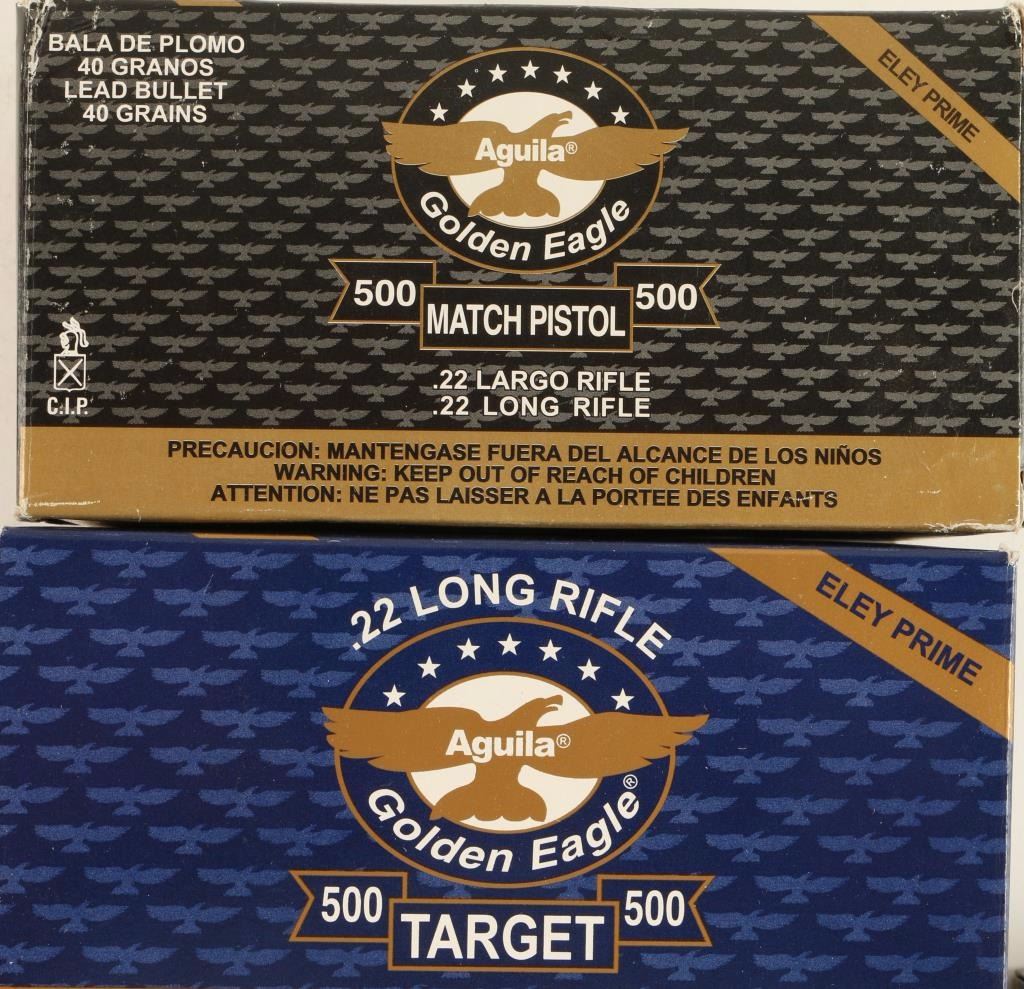 BALA DE PLOMO
40 GRANOS
LEAD BULLET
40 GRAINS
ELEY PRIME
Aguila®
Golden Eagle
500 MATCH PISTOL 500
.22 LARGO RIFLE
.22 LONG RIFLE
C.I.P.
PRECAUCION: MANTENGASE FUERA DEL ALCANCE DE LOS NIÑOS
WARNING: KEEP OUT OF REACH OF CHILDREN
ATTENTION: NE PAS LAISSER A LA PORTEE DES ENFANTS
.22 LONG RIFLE
ELEY PRIME
Aguila®
Golden Eagle®
500 TARGET 500